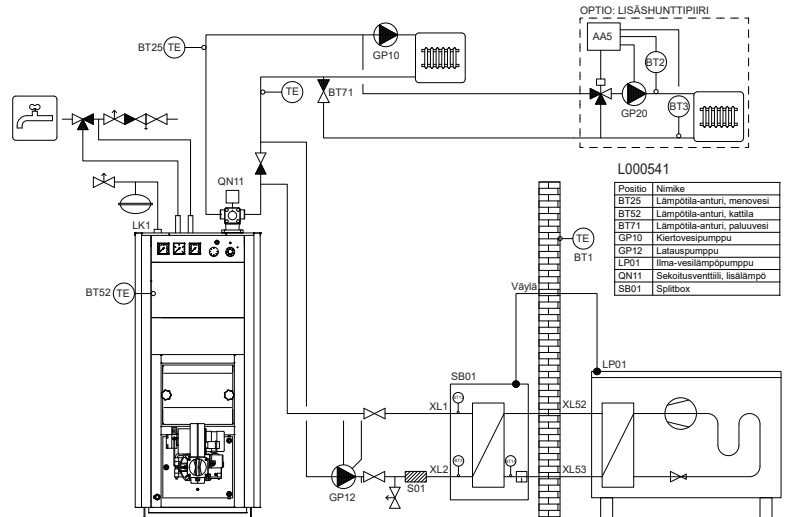 OPTIO: LISÄSHUNTTIPIIRI
BT25
TE
GP10
AA5
BT2
TE
BT71
GP20
BT3
QN11
LK1
L000541
Positio Nimike
BT25 Lämpötila-anturi, menovesi
BT52 Lämpötila-anturi, kattila
BT71 Lämpötila-anturi, paluuvesi
GP10 Kiertovesipumppu
GP12 Latauspumppu
LP01 Ilma-vesilämpöpumppu
QN11 Sekoitusventtiili, lisälämpö
SB01 Splitbox
TE
BT1
BT52
TE
Väylä
SB01
LP01
XL1
XL52
XL2
XL53
GP12
S01